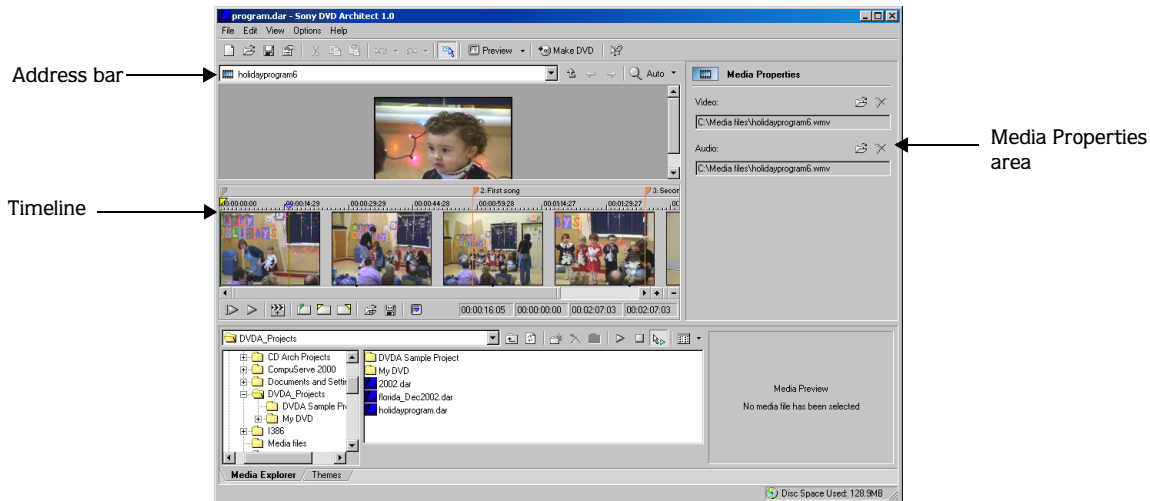 program.dar - Sony DVD Architect 1.0
File Edit View Options Help
Preview Make DVD
Address bar
holidayprogram6
Auto
Media Properties
Video:
C:\Media files\holidayprogram6.wmv
Audio:
C:\Media files\holidayprogram6.wmv
Media Properties
area
2: First song
3: Secor
Timeline
00:00:00:00 00:00:14:29 00:00:29:29 00:00:44:28 00:00:59:28 00:01:14:27 00:01:29:27 00
00:00:16:05 00:00:00:00 00:02:07:03 00:02:07:03
DVDA_Projects
CD Arch Projects
CompuServe 2000
Documents and Settin
DVDA_Projects
DVDA Sample Pr
My DVD
I386
Media files
DVDA Sample Project
My DVD
2002.dar
florida_Dec2002.dar
holidayprogram.dar
Media Preview
No media file has been selected
Media Explorer Themes
Disc Space Used: 128.9MB